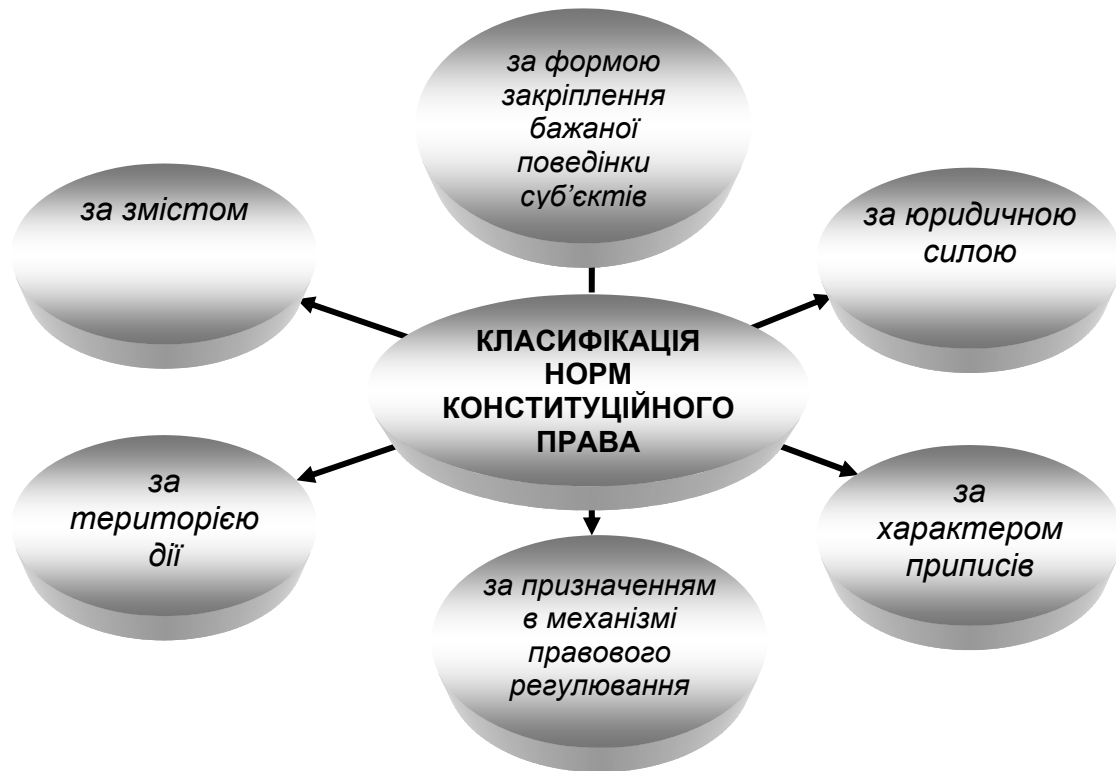 за формою
закріплення
бажаної
поведінки
суб’єктів
за змістом
за юридичною
силою
КЛАСИФІКАЦІЯ
НОРМ
КОНСТИТУЦІЙНОГО
ПРАВА
за
територією
дії
за
характером
приписів
за призначенням
в механізмі
правового
регулювання